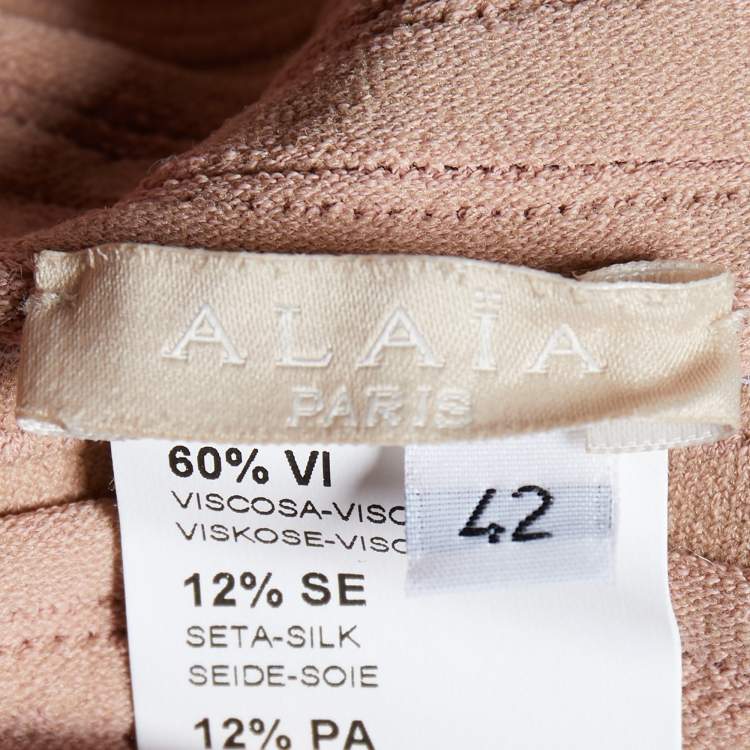 ALAÏA
PARIS
60% VI
VISCOSA-VISC
VISKOSE-VISC
42
12% SE
SETA-SILK
SEIDE-SOIE
12% PA